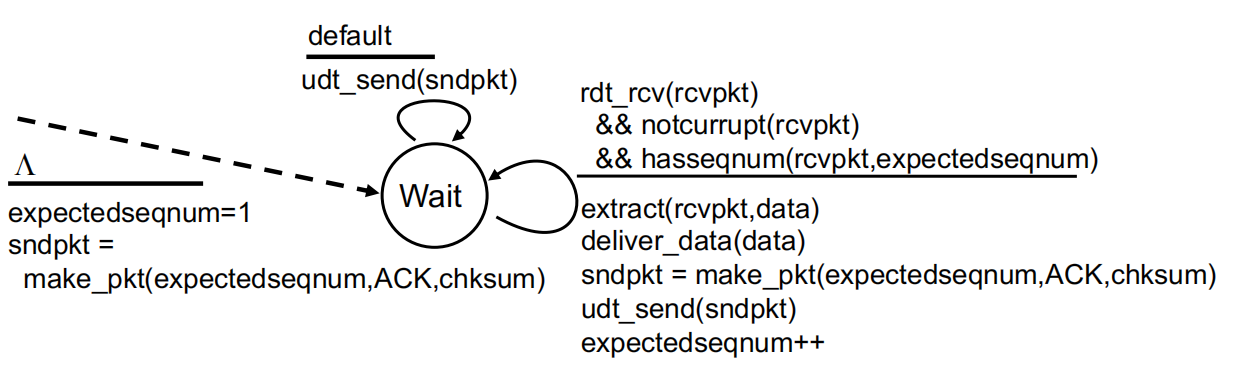 default
udt_send(sndpkt)
rdt_rcv(rcvpkt)
&& notcurrupt(rcvpkt)
&& hasseqnum(rcvpkt,expectedseqnum)
Λ
Wait
expectedseqnum=1
sndpkt =
make_pkt(expectedseqnum,ACK,chksum)
extract(rcvpkt,data)
deliver_data(data)
sndpkt = make_pkt(expectedseqnum,ACK,chksum)
udt_send(sndpkt)
expectedseqnum++